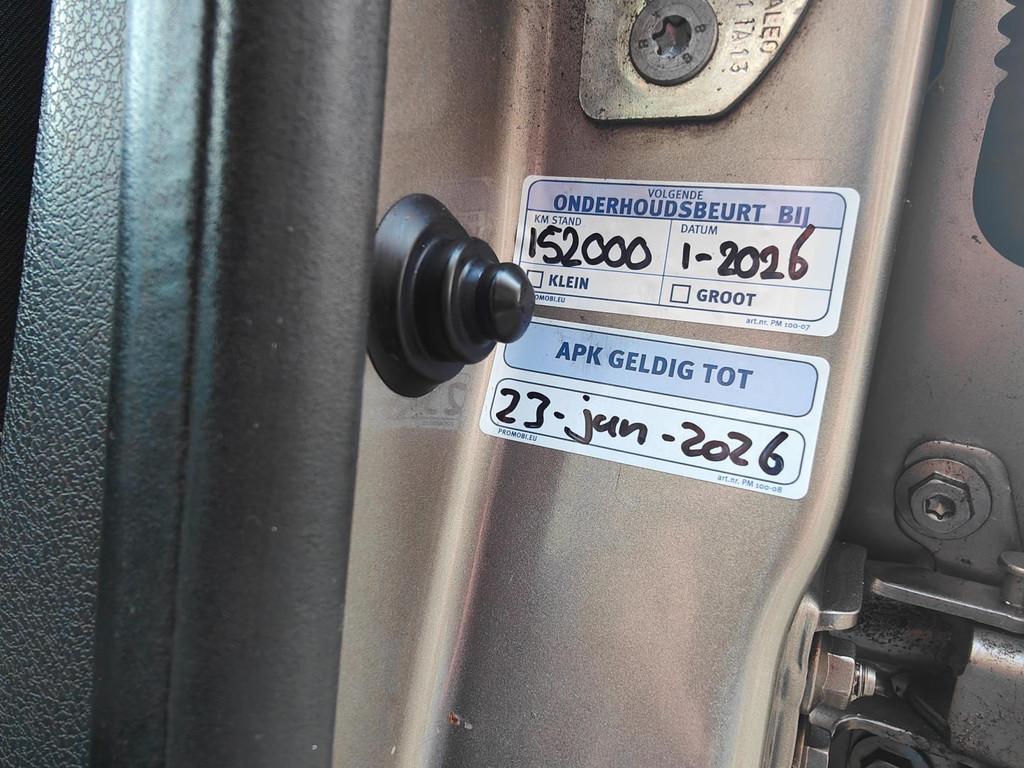 VALEO
VOLGENDE
ONDERHOUDSBEURT BIJ
KM STAND DATUM
152000 1-2026
KLEIN GROOT
PROMOBI.EU art.nr. PM 100-07
APK GELDIG TOT
23-jan-2026
PROMOBI.EU art.nr. PM 100-08